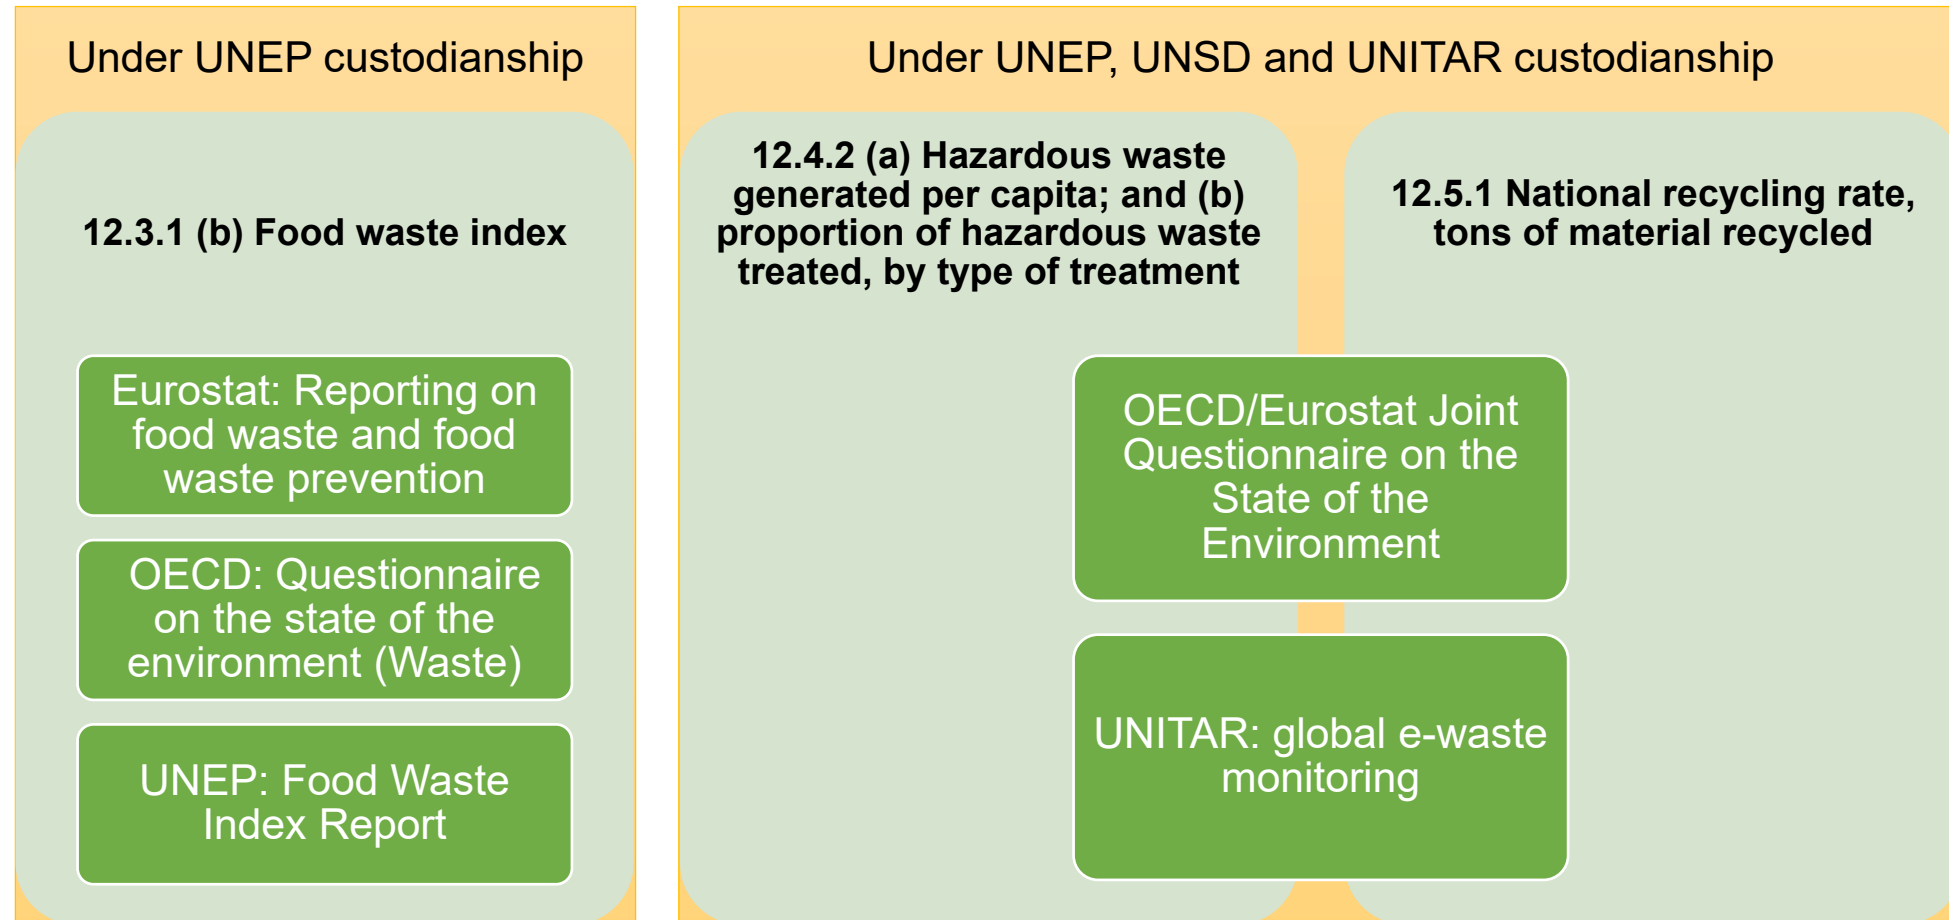 Under UNEP custodianship
12.3.1 (b) Food waste index
Eurostat: Reporting on
food waste and food
waste prevention
OECD: Questionnaire
on the state of the
environment (Waste)
UNEP: Food Waste
Index Report
Under UNEP, UNSD and UNITAR custodianship
12.4.2 (a) Hazardous waste
generated per capita; and (b)
proportion of hazardous waste
treated, by type of treatment
12.5.1 National recycling rate,
tons of material recycled
OECD/Eurostat Joint
Questionnaire on the
State of the
Environment
UNITAR: global e-waste
monitoring